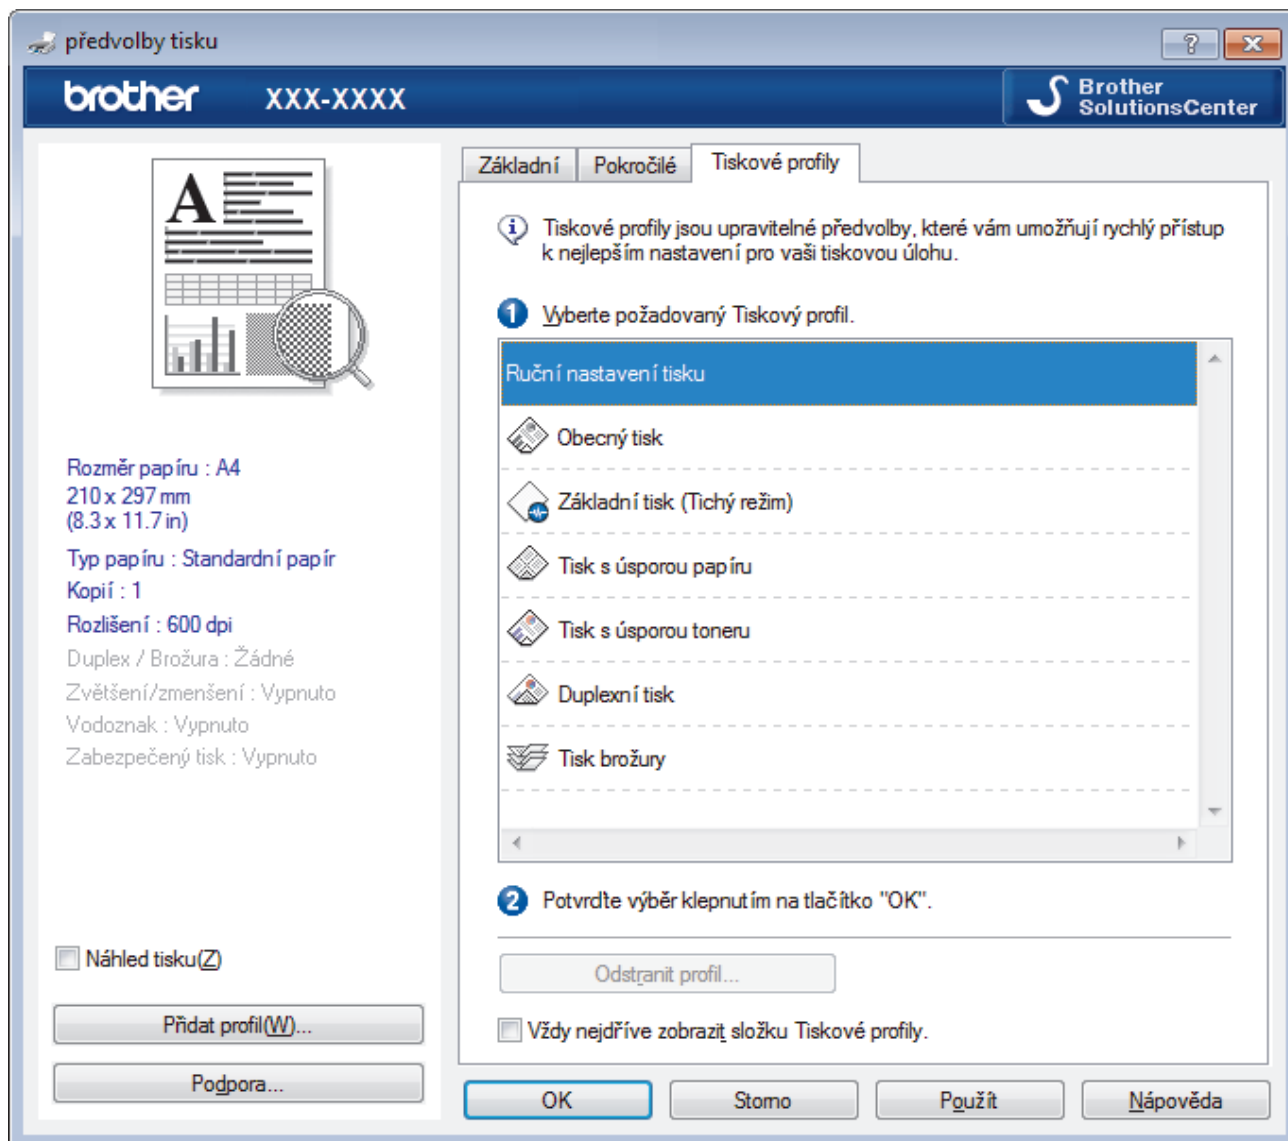 předvolby tisku
brother XXX-XXXX
Brother
SolutionsCenter
A
Rozměr papíru : A4
210 x 297 mm
(8.3 x 11.7 in)
Typ papíru : Standardní papír
Kopií : 1
Rozlišení : 600 dpi
Duplex / Brožura : Žádné
Zvětšení/zmenšení : Vypnuto
Vodoznak : Vypnuto
Zabezpečený tisk : Vypnuto
Náhled tisku(Z)
Přidat profil(W)...
Podpora...
Základní Pokročilé Tiskové profily
Tiskové profily jsou upravitelné předvolby, které vám umožňují rychlý přístup
k nejlepším nastavení pro vaši tiskovou úlohu.
1 Vyberte požadovaný Tiskový profil.
Ruční nastavení tisku
Obecný tisk
Základní tisk (Tichý režim)
Tisk s úsporou papíru
Tisk s úsporou toneru
Duplexní tisk
Tisk brožury
2 Potvrďte výběr klepnutím na tlačítko "OK".
Odstranit profil...
Vždy nejdříve zobrazit složku Tiskové profily.
OK Storno Použít Nápověda